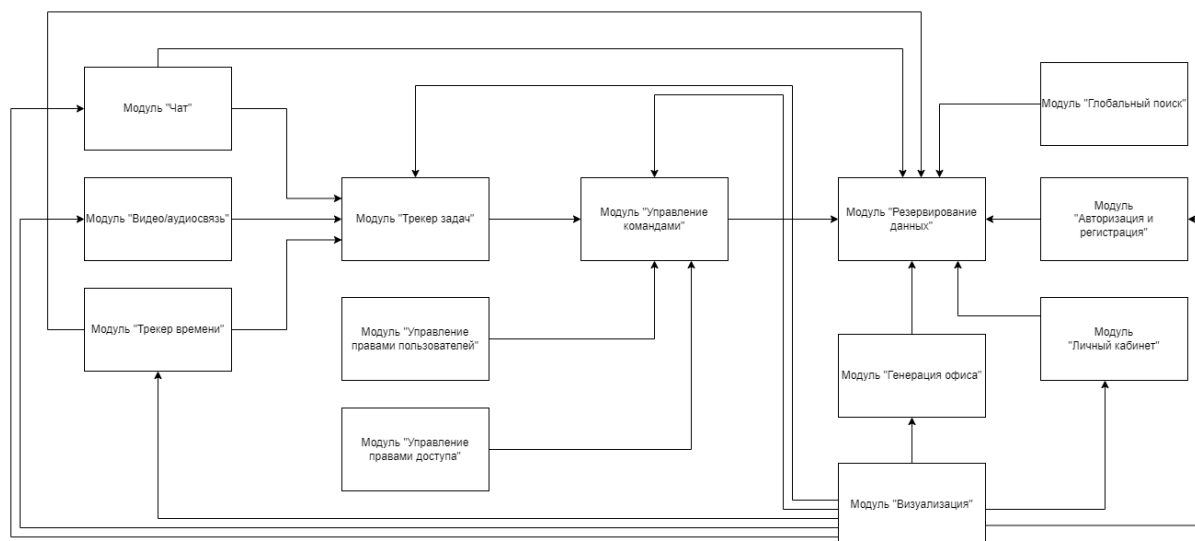 Модуль "Чат"
Модуль "Глобальный поиск"
Модуль "Видео/аудиосвязь"
Модуль "Трекер задач"
Модуль "Управление
командами"
Модуль "Резервирование
данных"
Модуль
"Авторизация и
регистрация"
Модуль "Трекер времени"
Модуль "Управление
правами пользователей"
Модуль
"Личный кабинет"
Модуль "Генерация офиса"
Модуль "Управление
правами доступа"
Модуль "Визуализация"